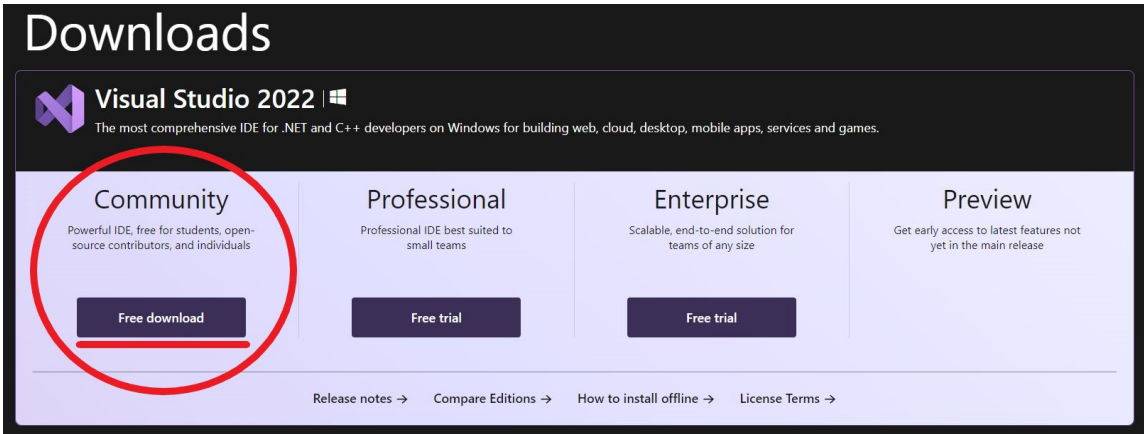 Downloads
Visual Studio 2022
The most comprehensive IDE for .NET and C++ developers on Windows for building web, cloud, desktop, mobile apps, services and games.
Community
Powerful IDE, free for students, open-
source contributors, and individuals
Free download
Professional
Professional IDE best suited to
small teams
Free trial
Enterprise
Scalable, end-to-end solution for
teams of any size
Free trial
Preview
Get early access to latest features not
yet in the main release
Release notes → Compare Editions → How to install offline → License Terms →